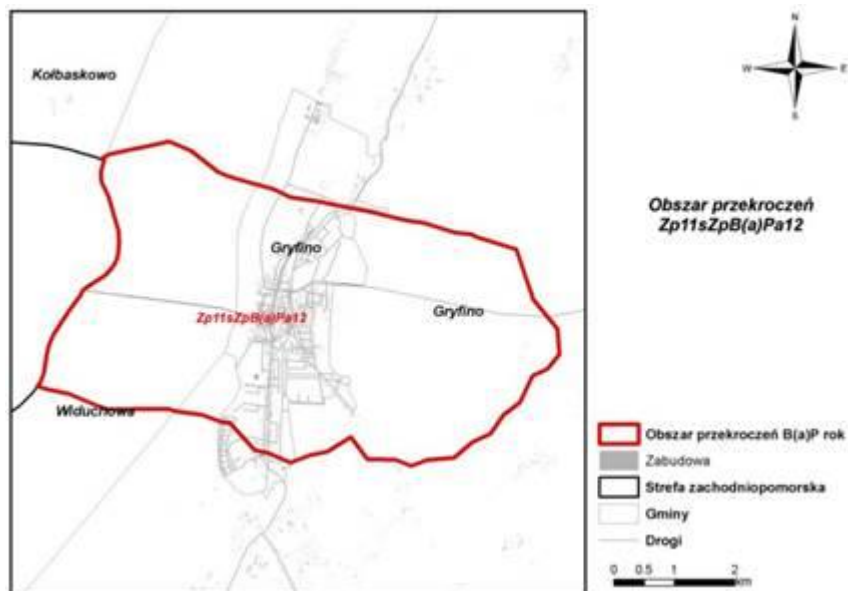 Kołbaskowo
Gryfino
Gryfino
Zp11sZpB(a)Pa12
Widuchowa
N
W
E
S
Obszar przekroczeń
Zp11sZpB(a)Pa12
Obszar przekroczeń B(a)P rok
Zabudowa
Strefa zachodniopomorska
Gminy
Drogi
0 0.5 1 2
km